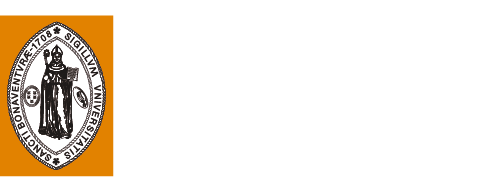 SIGILLVM VNIVERSITATIS ★ SANCTI BONAVENTVRÆ-1708 ★